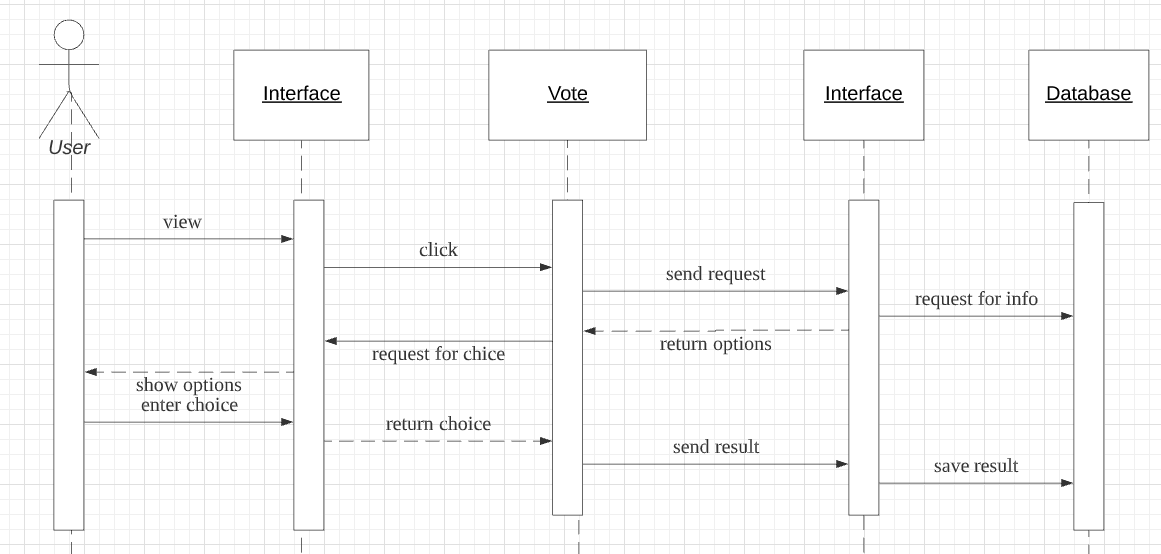 Interface
Vote
Interface
Database
User
view
click
send request
request for info
return options
request for chice
show options
enter choice
return choice
send result
save result